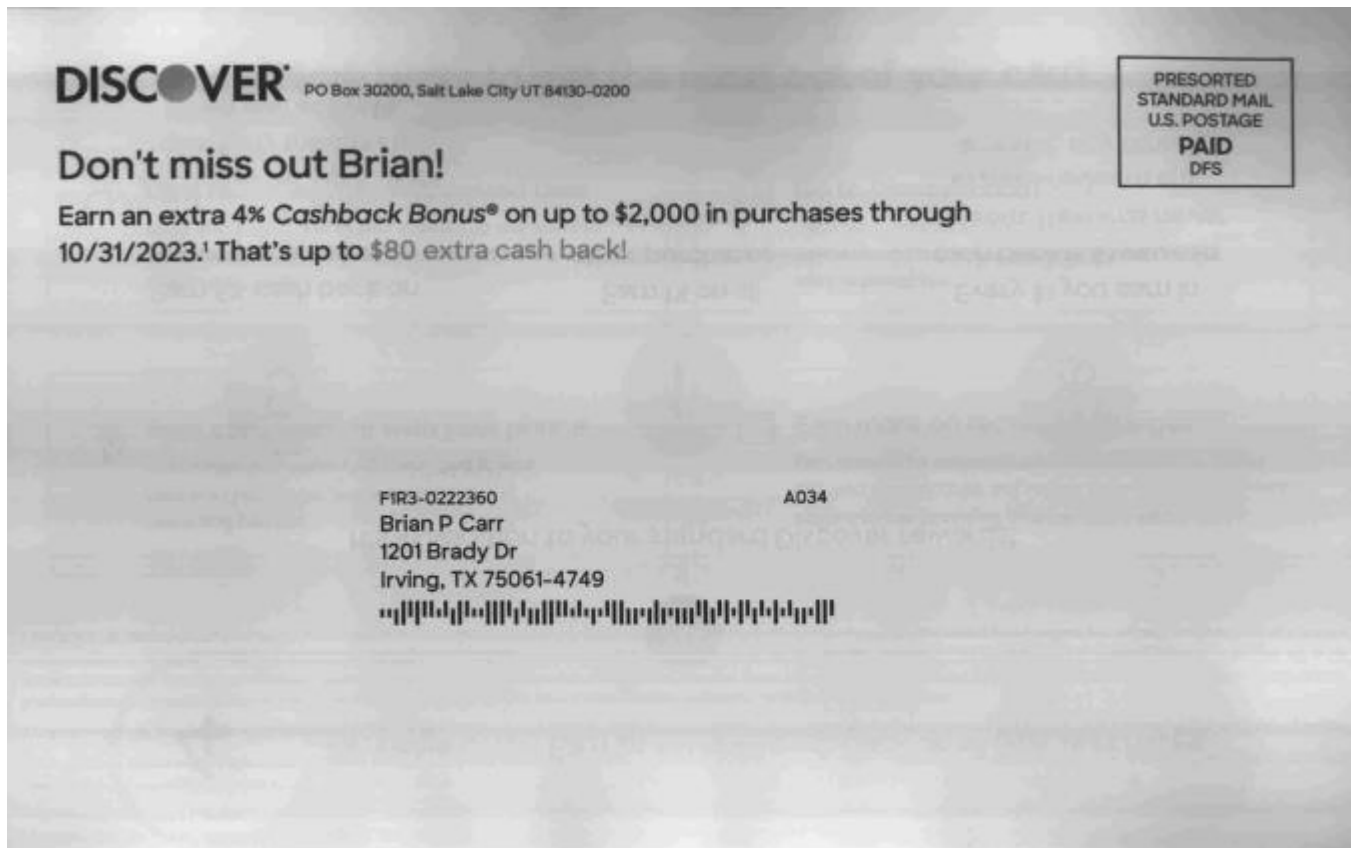 DISCOVER PO Box 30200, Salt Lake City UT 84130-0200
PRESORTED
STANDARD MAIL
U.S. POSTAGE
PAID
DFS
Don't miss out Brian!
Earn an extra 4% Cashback Bonus® on up to $2,000 in purchases through
10/31/2023.¹ That's up to $80 extra cash back!
F1R3-0222360 A034
Brian P Carr
1201 Brady Dr
Irving, TX 75061-4749